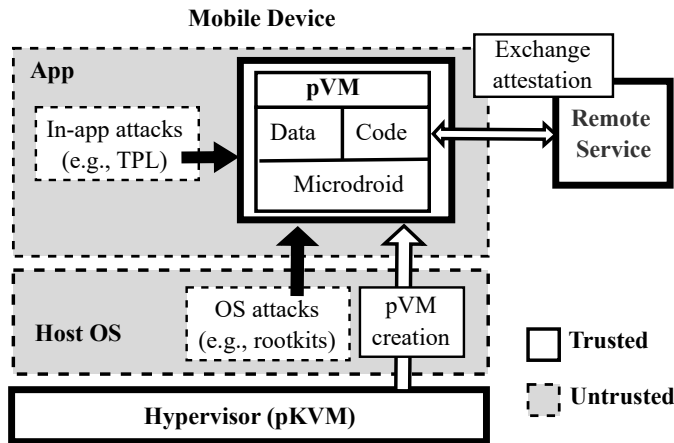 Mobile Device
App
Exchange
attestation
pVM
Data
Code
Microdroid
In-app attacks
(e.g., TPL)
Remote
Service
Host OS
OS attacks
(e.g., rootkits)
pVM
creation
Trusted
Untrusted
Hypervisor (pKVM)